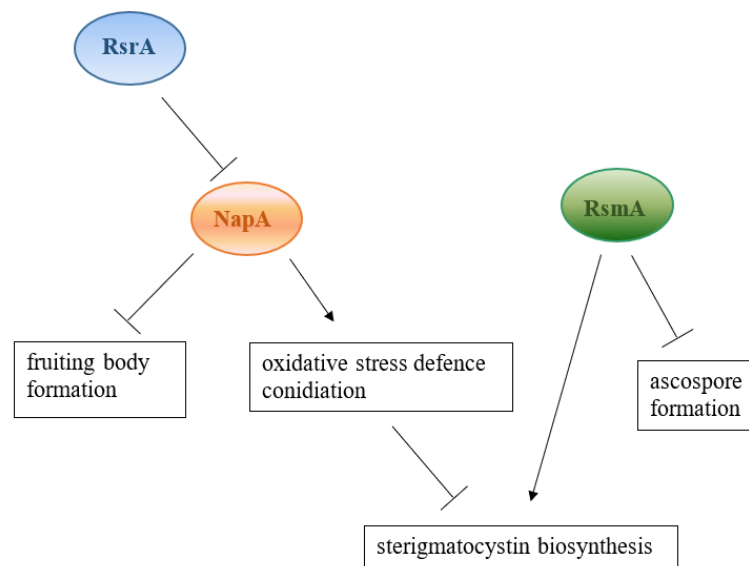 RsrA
NapA
RsmA
fruiting body
formation
oxidative stress defence
conidiation
ascospore
formation
sterigmatocystin biosynthesis